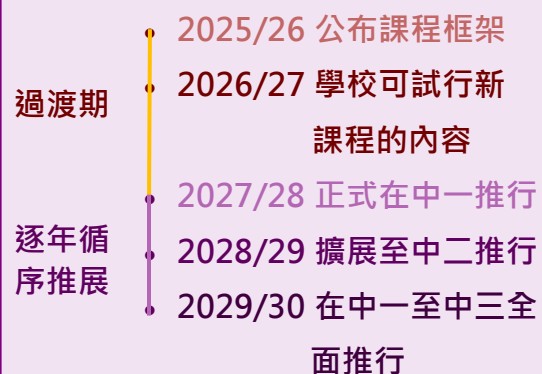 2025/26 公布課程框架
過渡期
2026/27 學校可試行新
課程的內容
2027/28 正式在中一推行
逐年循
序推展
2028/29 擴展至中二推行
2029/30 在中一至中三全
面推行